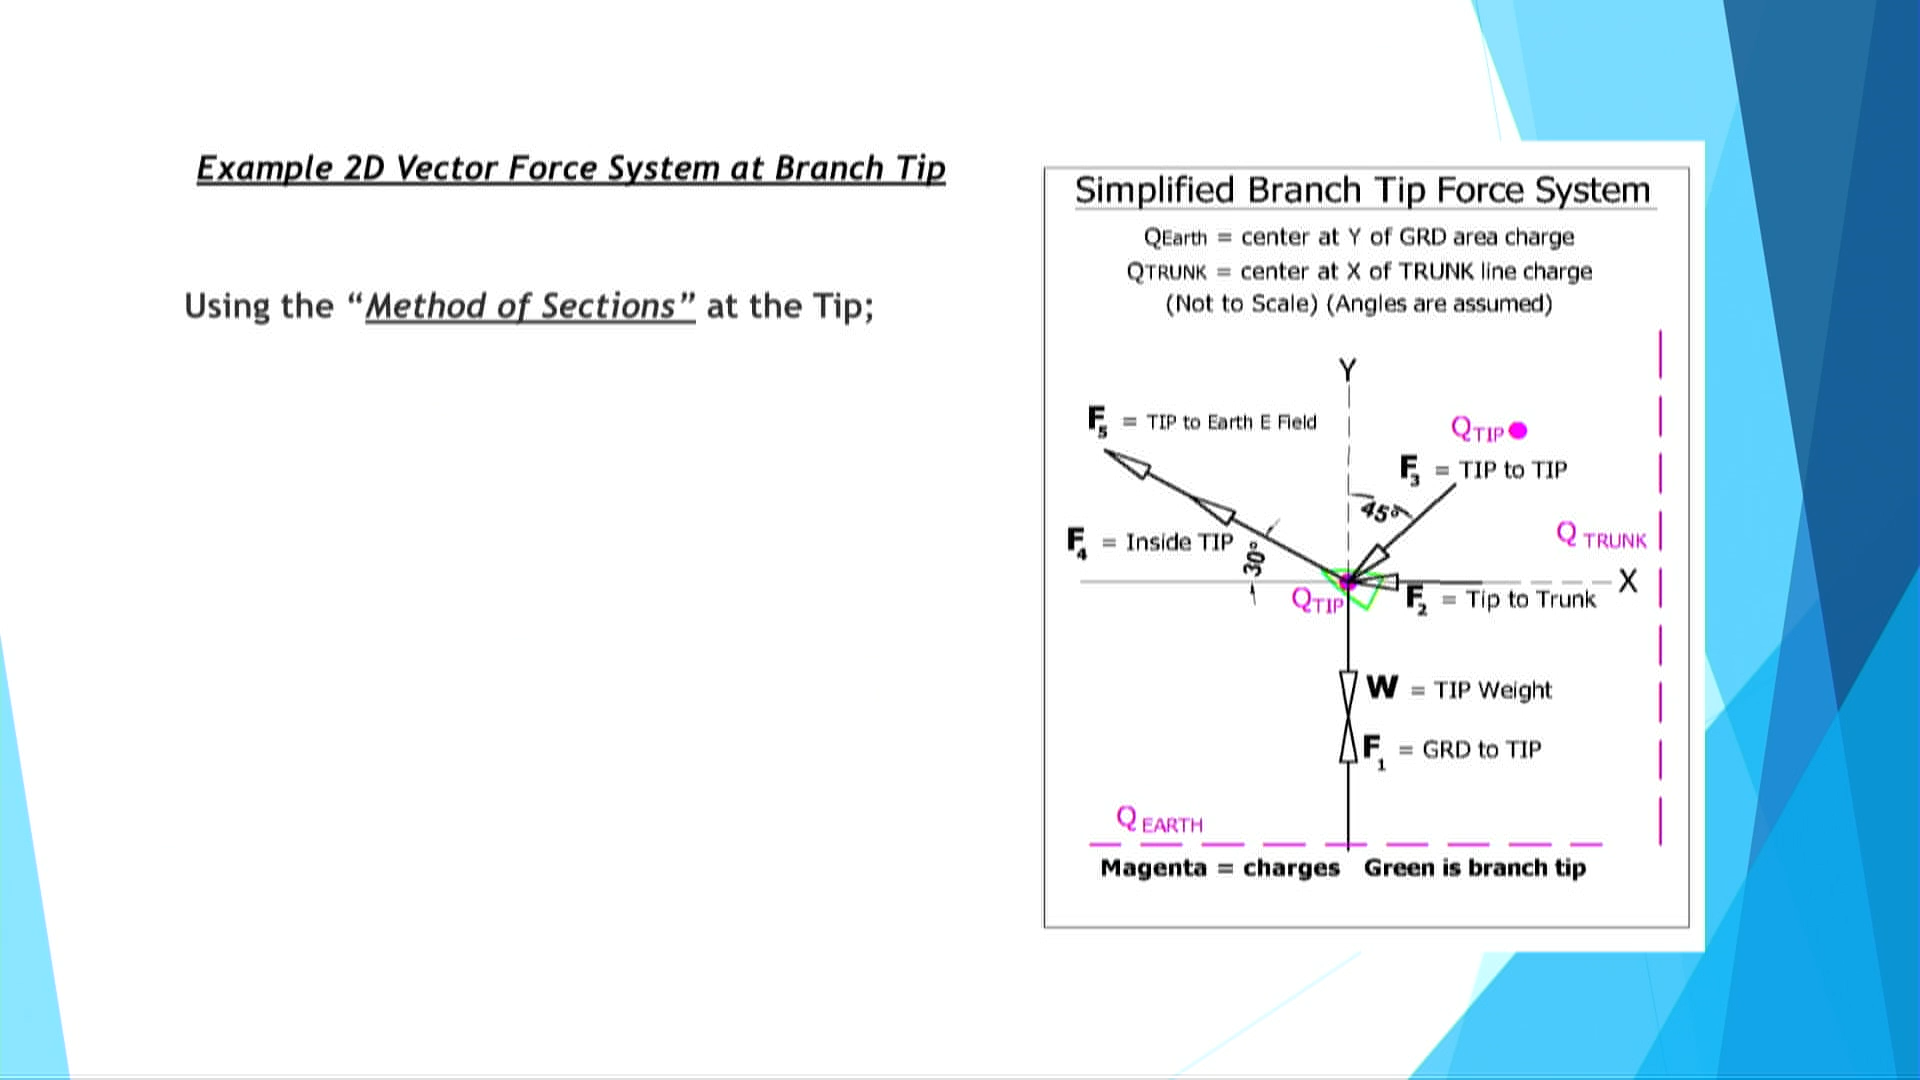 Example 2D Vector Force System at Branch Tip
Using the “Method of Sections” at the Tip;
Simplified Branch Tip Force System
QEarth = center at Y of GRD area charge
QTRUNK = center at X of TRUNK line charge
(Not to Scale) (Angles are assumed)
Y
F5 = TIP to Earth E Field
QTIP
F3 = TIP to TIP
45°
F4 = Inside TIP
30°
Q TRUNK
X
QTIP
F2 = Tip to Trunk
W = TIP Weight
F1 = GRD to TIP
Q EARTH
Magenta = charges Green is branch tip